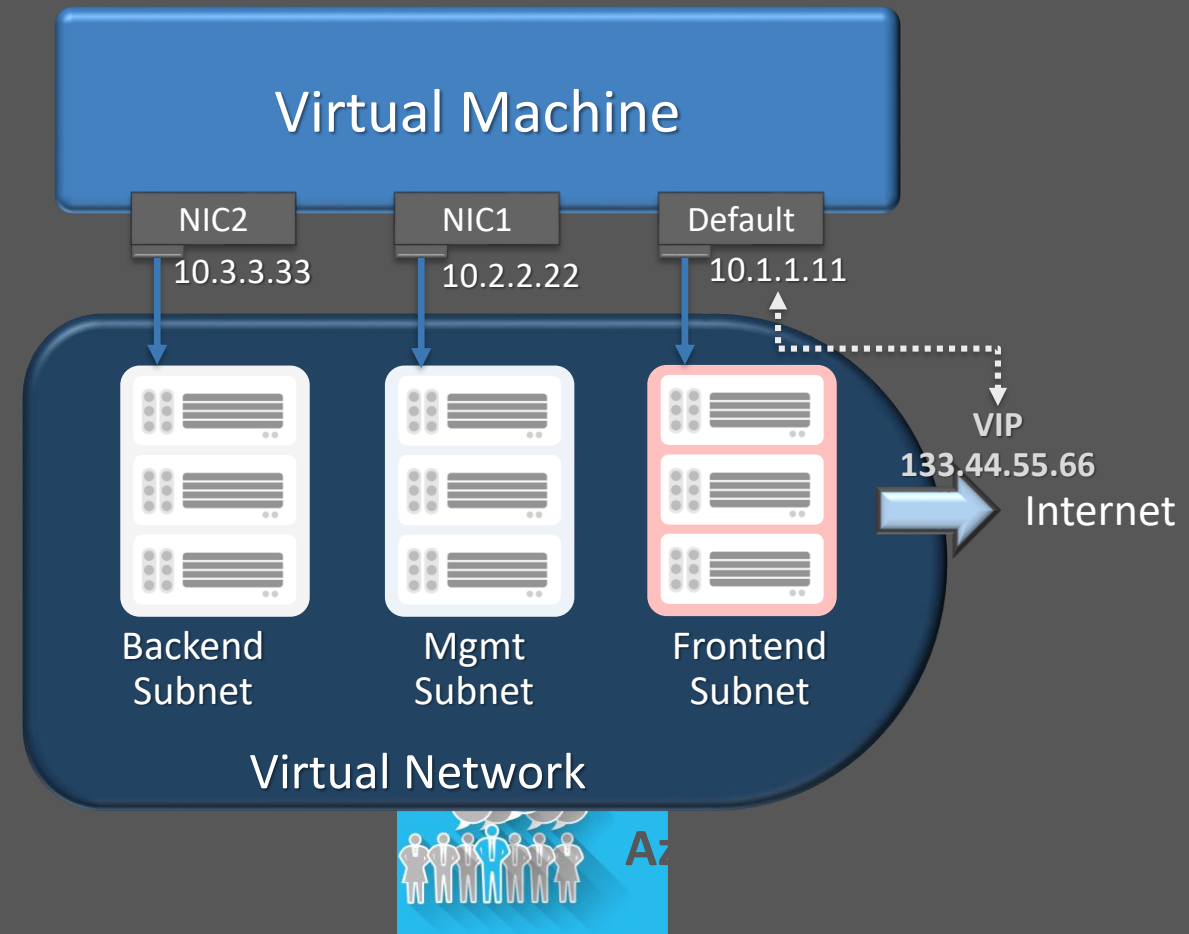 Virtual Machine
NIC2
NIC1
Default
10.3.3.33
10.2.2.22
10.1.1.11
VIP
133.44.55.66
Internet
Backend
Subnet
Mgmt
Subnet
Frontend
Subnet
Virtual Network